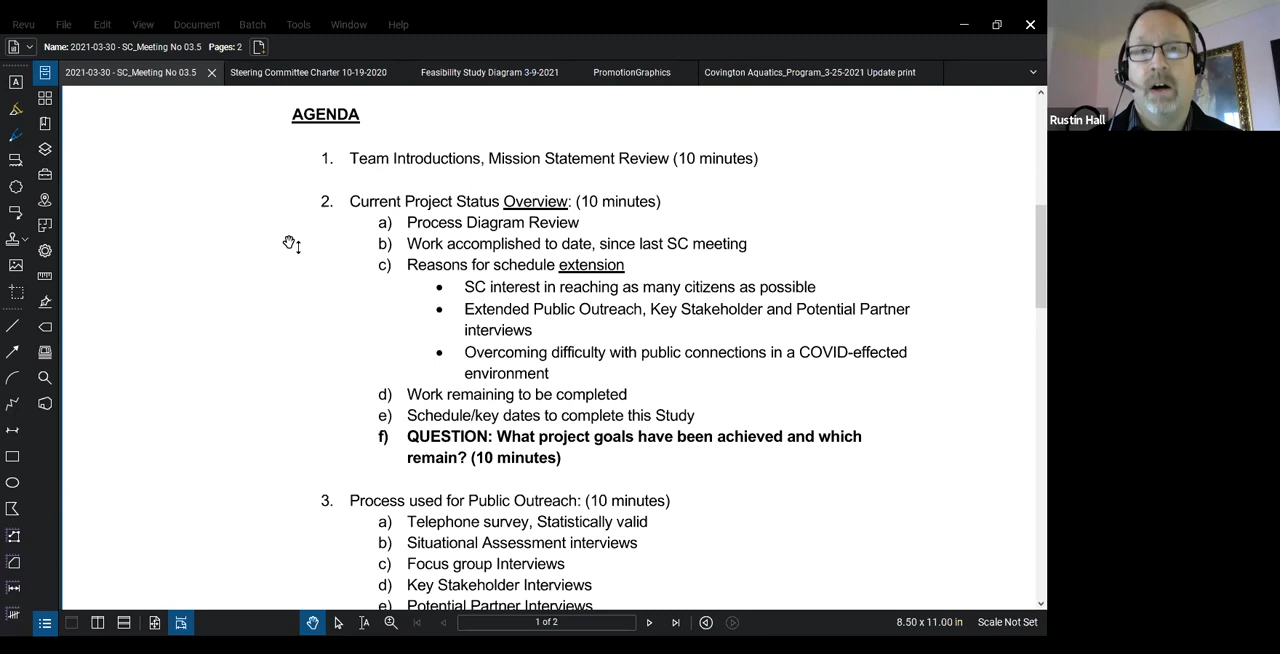 Revu File Edit View Document Batch Tools Window Help
Name: 2021-03-30 - SC_Meeting No 03.5 Pages: 2
2021-03-30 - SC_Meeting No 03.5 Steering Committee Charter 10-19-2020 Feasibility Study Diagram 3-9-2021 PromotionGraphics Covington Aquatics_Program_3-25-2021 Update print
Rustin Hall
AGENDA
1. Team Introductions, Mission Statement Review (10 minutes)
2. Current Project Status Overview: (10 minutes)
a) Process Diagram Review
b) Work accomplished to date, since last SC meeting
c) Reasons for schedule extension
• SC interest in reaching as many citizens as possible
• Extended Public Outreach, Key Stakeholder and Potential Partner
interviews
• Overcoming difficulty with public connections in a COVID-effected
environment
d) Work remaining to be completed
e) Schedule/key dates to complete this Study
f) QUESTION: What project goals have been achieved and which
remain? (10 minutes)
3. Process used for Public Outreach: (10 minutes)
a) Telephone survey, Statistically valid
b) Situational Assessment interviews
c) Focus group Interviews
d) Key Stakeholder Interviews
e) Potential Partner Interviews
1 of 2 8.50 x 11.00 in Scale Not Set